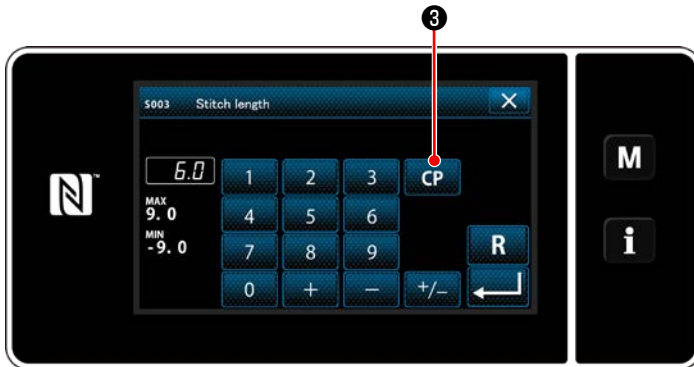 ❸
S003 Stitch length
6.0 1 2 3 CP
MAX
9. 0 4 5 6
MIN
-9. 0 7 8 9 R
0 + − +/−
M
i
N™